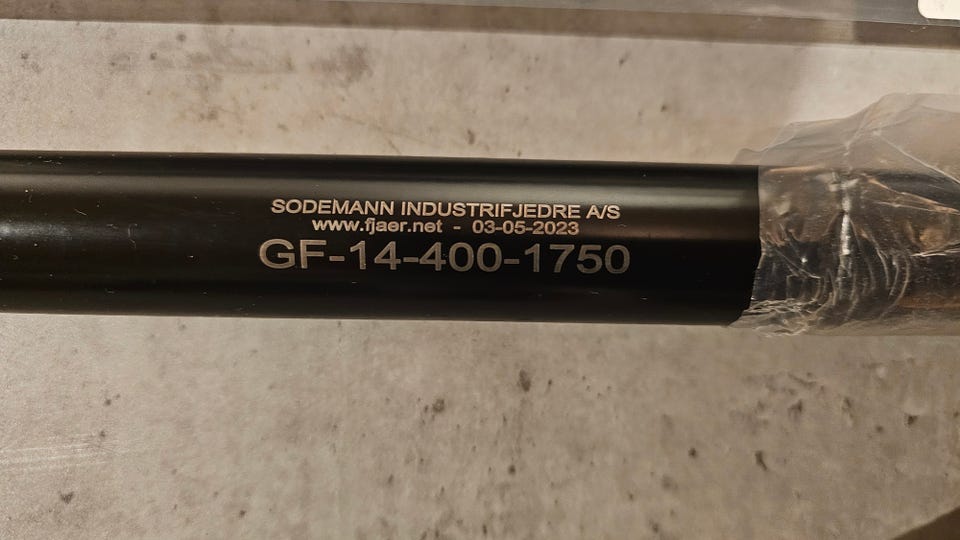 SODEMANN INDUSTRIFJEDRE A/S
www.fjaer.net - 03-05-2023
GF-14-400-1750